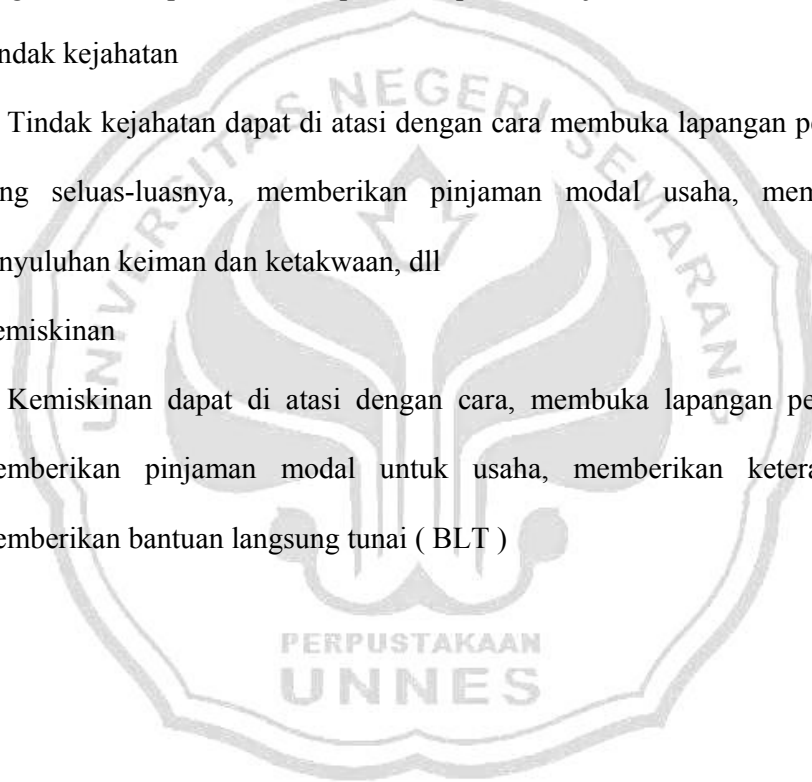 ndak kejahatan
Tindak kejahatan dapat di atasi dengan cara membuka lapangan pe
ng seluas-luasnya, memberikan pinjaman modal usaha, men
nyuluhan keiman dan ketakwaan, dll
emiskinan
Kemiskinan dapat di atasi dengan cara, membuka lapangan pe
emberikan pinjaman modal untuk usaha, memberikan ketera
emberikan bantuan langsung tunai ( BLT )
UNIVERSITAS NEGERI SEMARANG
PERPUSTAKAAN
UNNES